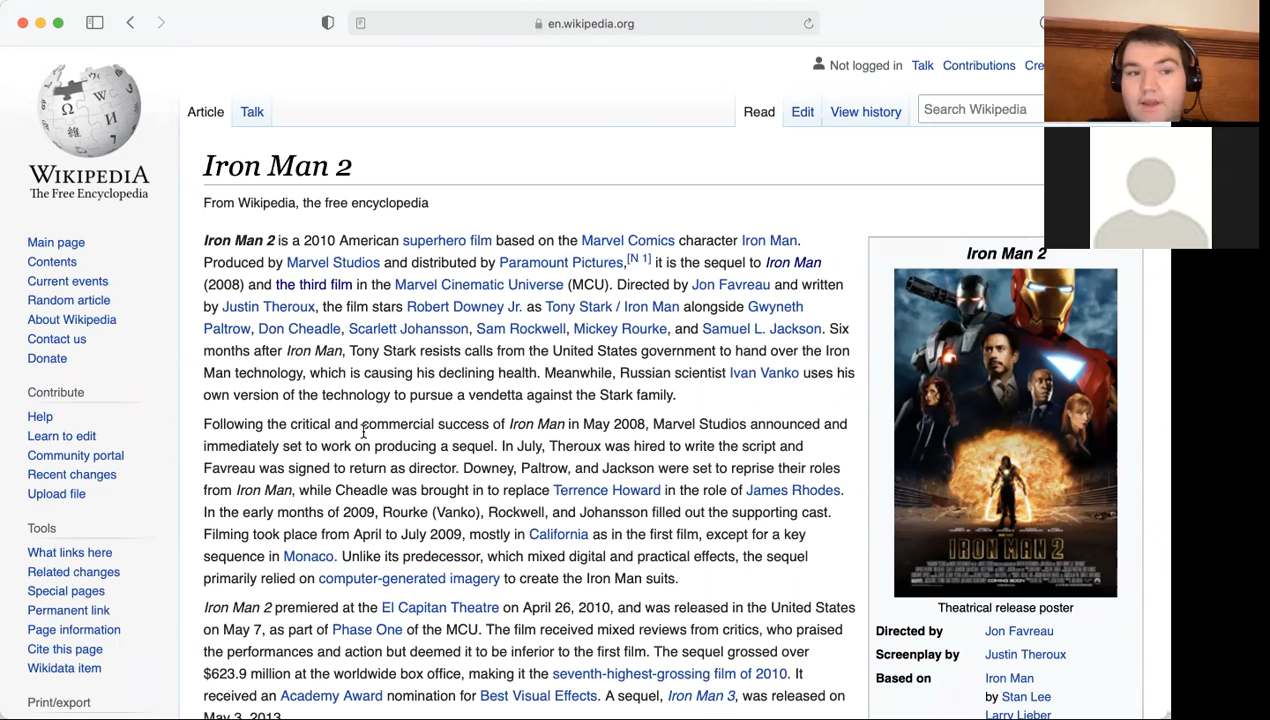 en.wikipedia.org
Not logged in Talk Contributions Cre
Article Talk Read Edit View history Search Wikipedia
WIKIPEDIA
The Free Encyclopedia
Main page
Contents
Current events
Random article
About Wikipedia
Contact us
Donate
Contribute
Help
Learn to edit
Community portal
Recent changes
Upload file
Tools
What links here
Related changes
Special pages
Permanent link
Page information
Cite this page
Wikidata item
Print/export
Iron Man 2
From Wikipedia, the free encyclopedia
Iron Man 2 is a 2010 American superhero film based on the Marvel Comics character Iron Man.
Produced by Marvel Studios and distributed by Paramount Pictures,[N 1] it is the sequel to Iron Man
(2008) and the third film in the Marvel Cinematic Universe (MCU). Directed by Jon Favreau and written
by Justin Theroux, the film stars Robert Downey Jr. as Tony Stark / Iron Man alongside Gwyneth
Paltrow, Don Cheadle, Scarlett Johansson, Sam Rockwell, Mickey Rourke, and Samuel L. Jackson. Six
months after Iron Man, Tony Stark resists calls from the United States government to hand over the Iron
Man technology, which is causing his declining health. Meanwhile, Russian scientist Ivan Vanko uses his
own version of the technology to pursue a vendetta against the Stark family.
Following the critical and commercial success of Iron Man in May 2008, Marvel Studios announced and
immediately set to work on producing a sequel. In July, Theroux was hired to write the script and
Favreau was signed to return as director. Downey, Paltrow, and Jackson were set to reprise their roles
from Iron Man, while Cheadle was brought in to replace Terrence Howard in the role of James Rhodes.
In the early months of 2009, Rourke (Vanko), Rockwell, and Johansson filled out the supporting cast.
Filming took place from April to July 2009, mostly in California as in the first film, except for a key
sequence in Monaco. Unlike its predecessor, which mixed digital and practical effects, the sequel
primarily relied on computer-generated imagery to create the Iron Man suits.
Iron Man 2 premiered at the El Capitan Theatre on April 26, 2010, and was released in the United States
on May 7, as part of Phase One of the MCU. The film received mixed reviews from critics, who praised
the performances and action but deemed it to be inferior to the first film. The sequel grossed over
$623.9 million at the worldwide box office, making it the seventh-highest-grossing film of 2010. It
received an Academy Award nomination for Best Visual Effects. A sequel, Iron Man 3, was released on
May 3, 2013.
Iron Man 2
IRON MAN 2
Theatrical release poster
Directed by Jon Favreau
Screenplay by Justin Theroux
Based on Iron Man
by Stan Lee
Larry Lieber